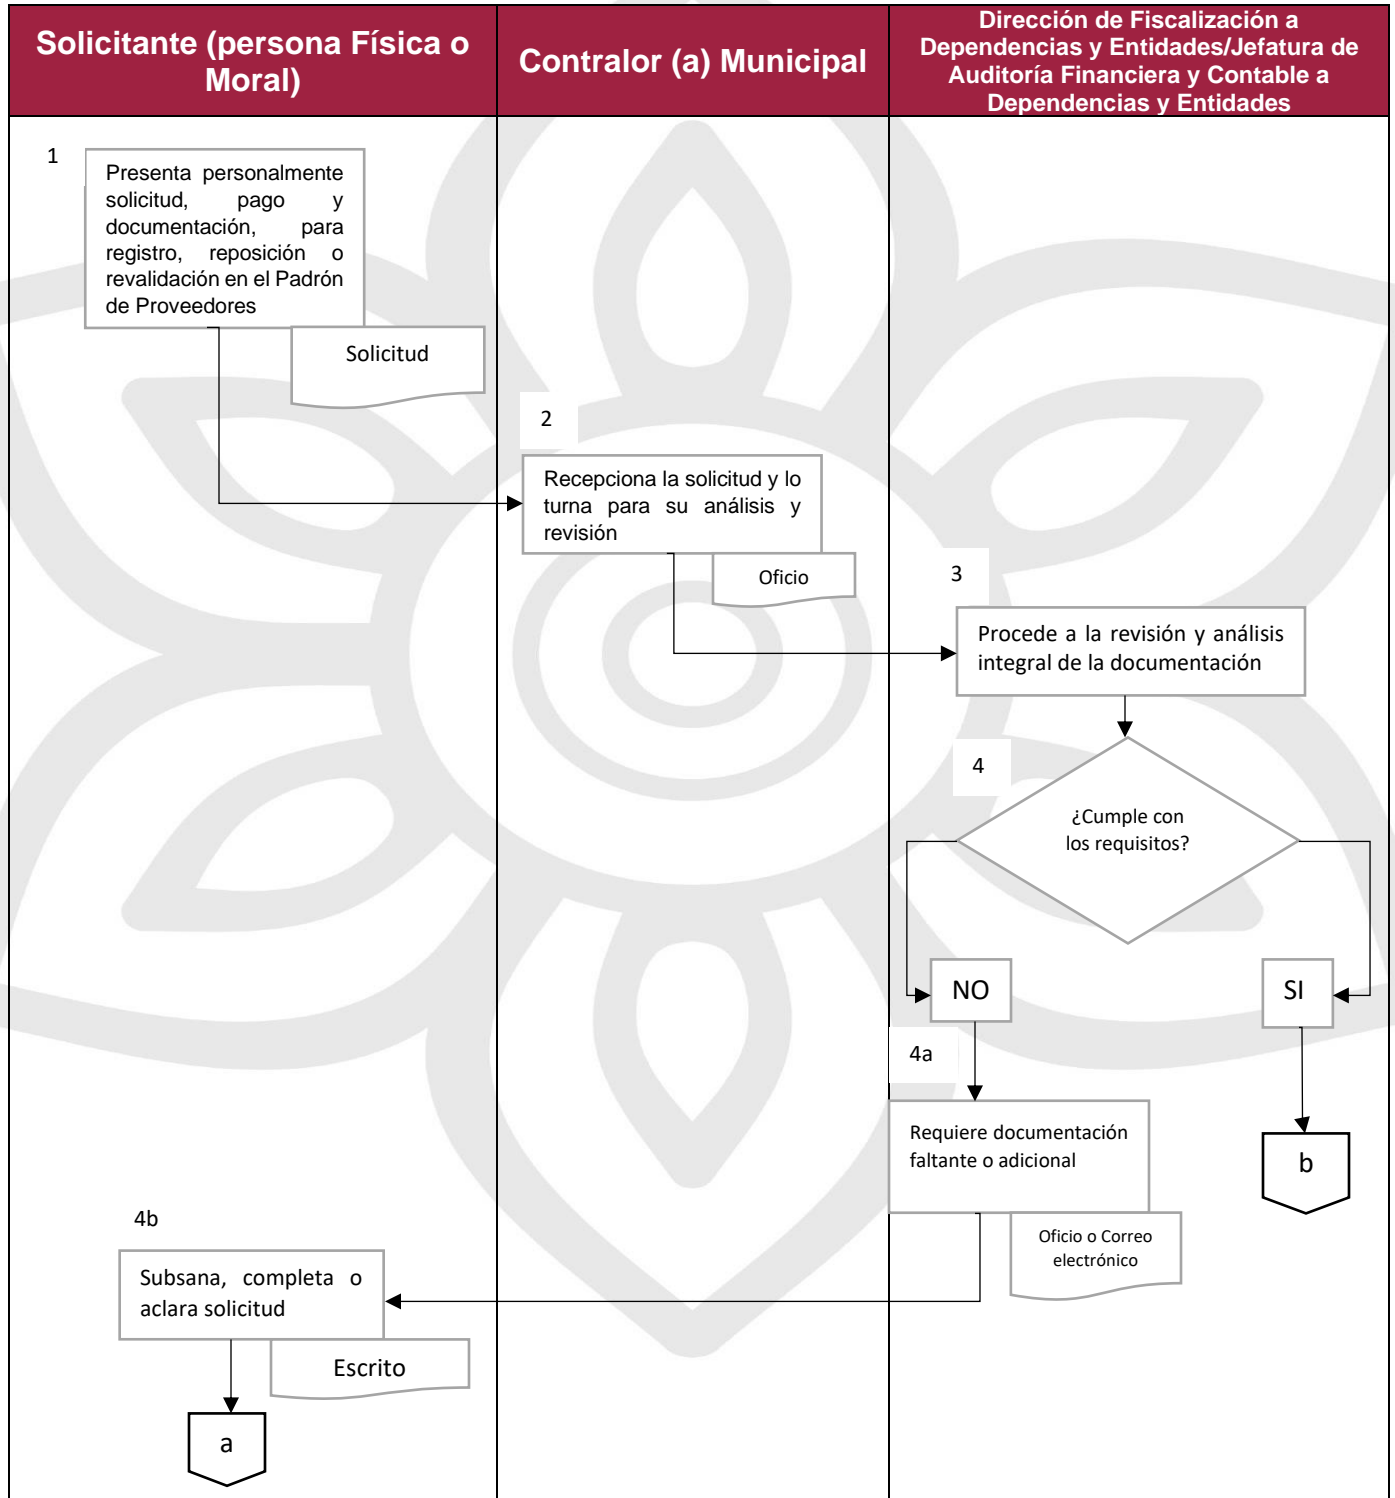 Solicitante (persona Física o
Moral)
Contralor (a) Municipal
Dirección de Fiscalización a
Dependencias y Entidades/Jefatura de
Auditoría Financiera y Contable a
Dependencias y Entidades
1
Presenta personalmente
solicitud, pago y
documentación, para
registro, reposición o
revalidación en el Padrón
de Proveedores
Solicitud
2
Recepciona la solicitud y lo
turna para su análisis y
revisión
Oficio
3
Procede a la revisión y análisis
integral de la documentación
4
¿Cumple con
los requisitos?
NO
SI
4a
Requiere documentación
faltante o adicional
b
Oficio o Correo
electrónico
4b
Subsana, completa o
aclara solicitud
Escrito
a